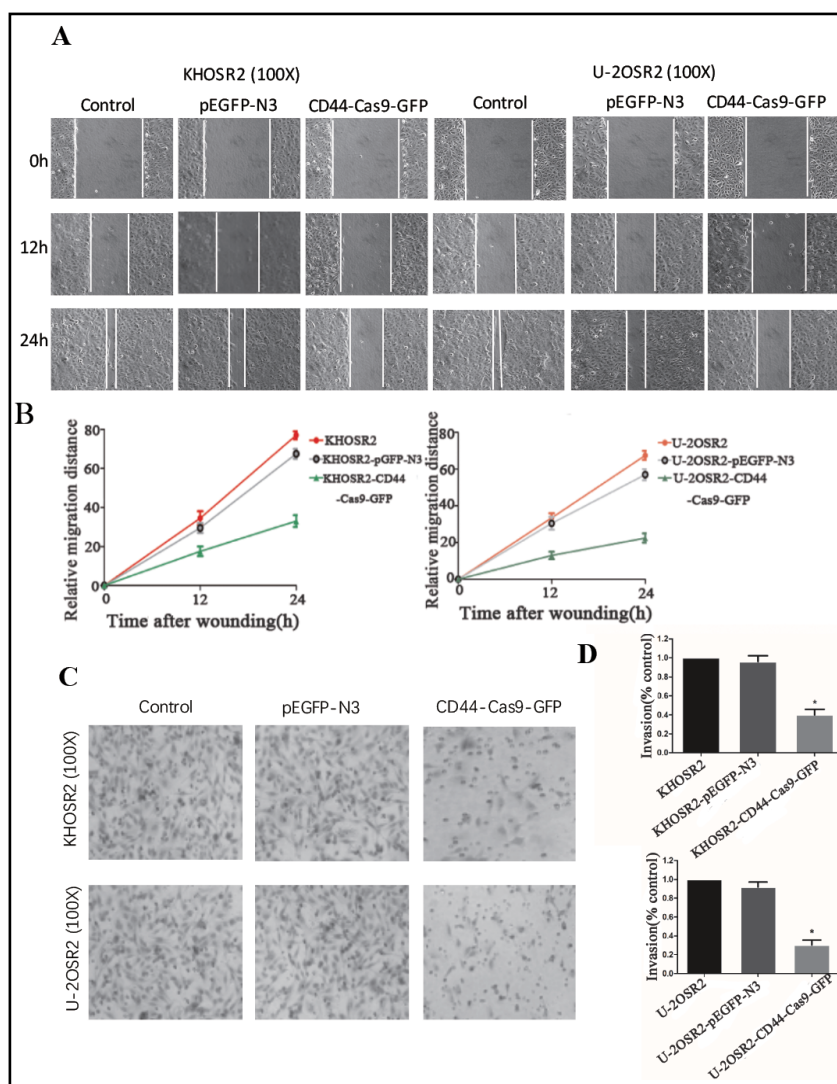 A
KHOSR2 (100X)
U-2OSR2 (100X)
Control
pEGFP-N3
CD44-Cas9-GFP
Control
pEGFP-N3
CD44-Cas9-GFP
0h
12h
24h
B
Relative migration distance
80
60
40
20
0
0
12
24
Time after wounding(h)
KHOSR2
KHOSR2-pGFP-N3
KHOSR2-CD44
-Cas9-GFP
Relative migration distance
80
60
40
20
0
0
12
24
Time after wounding(h)
U-2OSR2
U-2OSR2-pEGFP-N3
U-2OSR2-CD44
-Cas9-GFP
C
Control
pEGFP-N3
CD44-Cas9-GFP
KHOSR2 (100X)
U-2OSR2 (100X)
D
Invasion(% control)
1.2
1.0
0.8
0.6
0.4
0.2
0.0
*
KHOSR2
KHOSR2-pEGFP-N3
KHOSR2-CD44-Cas9-GFP
Invasion(% control)
1.2
1.0
0.8
0.6
0.4
0.2
0.0
*
U-2OSR2
U-2OSR2-pEGFP-N3
U-2OSR2-CD44-Cas9-GFP